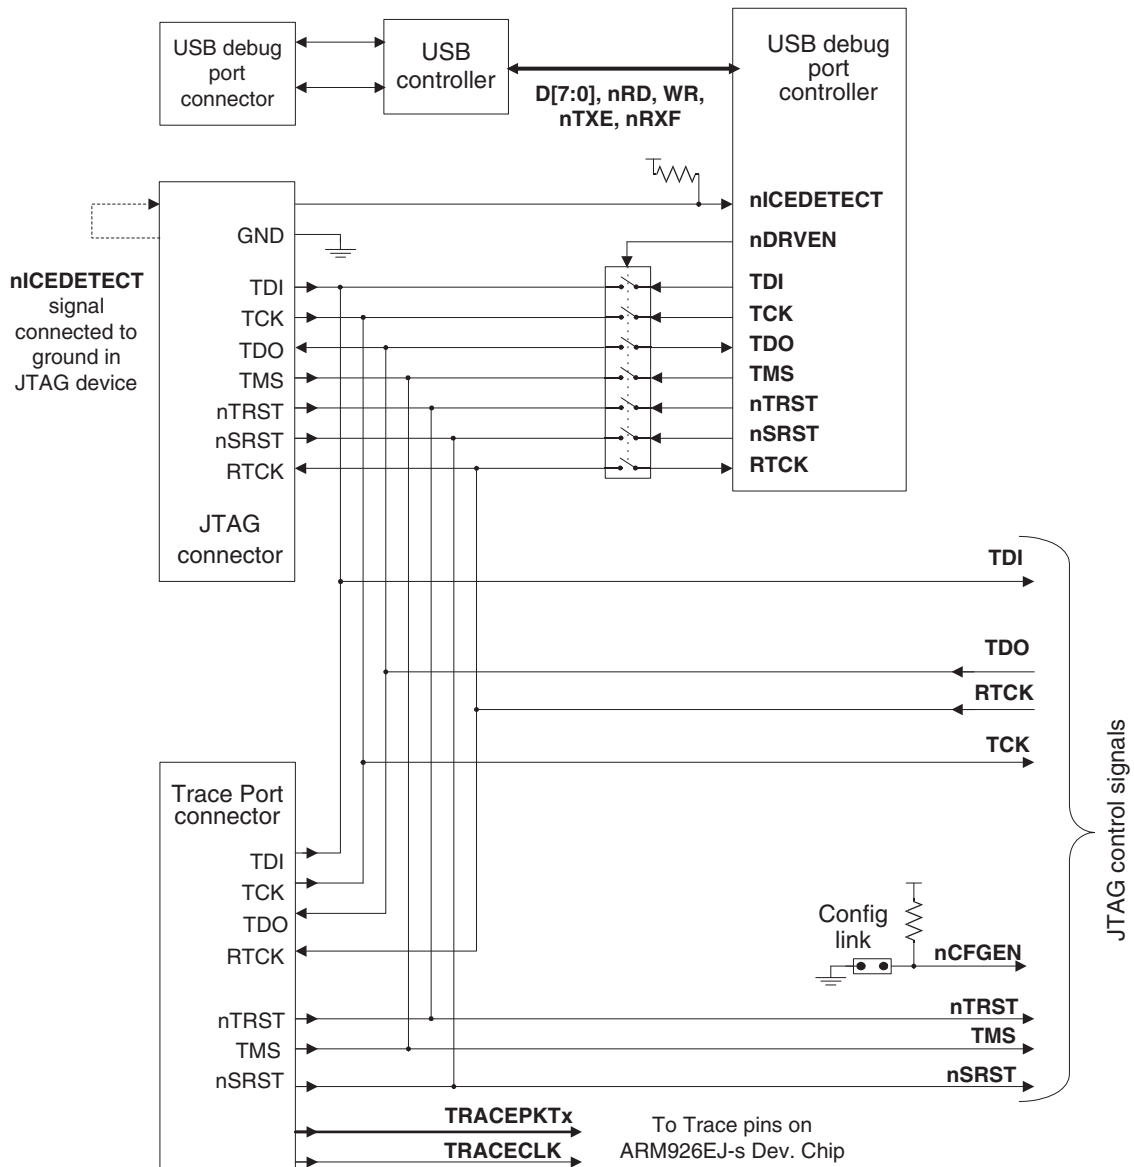 USB debug
port
connector
USB
controller
USB debug
port
controller
D[7:0], nRD, WR,
nTXE, nRXF
nICEDETECT
nDRVEN
TDI
TCK
TDO
TMS
nTRST
nSRST
RTCK
GND
TDI
TCK
TDO
TMS
nTRST
nSRST
RTCK
JTAG
connector
nICEDETECT
signal
connected to
ground in
JTAG device
TDI
TDO
RTCK
TCK
Trace Port
connector
TDI
TCK
TDO
RTCK
nTRST
TMS
nSRST
Config
link
nCFGEN
nTRST
TMS
nSRST
JTAG control signals
TRACEPKTx
TRACECLK
To Trace pins on
ARM926EJ-s Dev. Chip